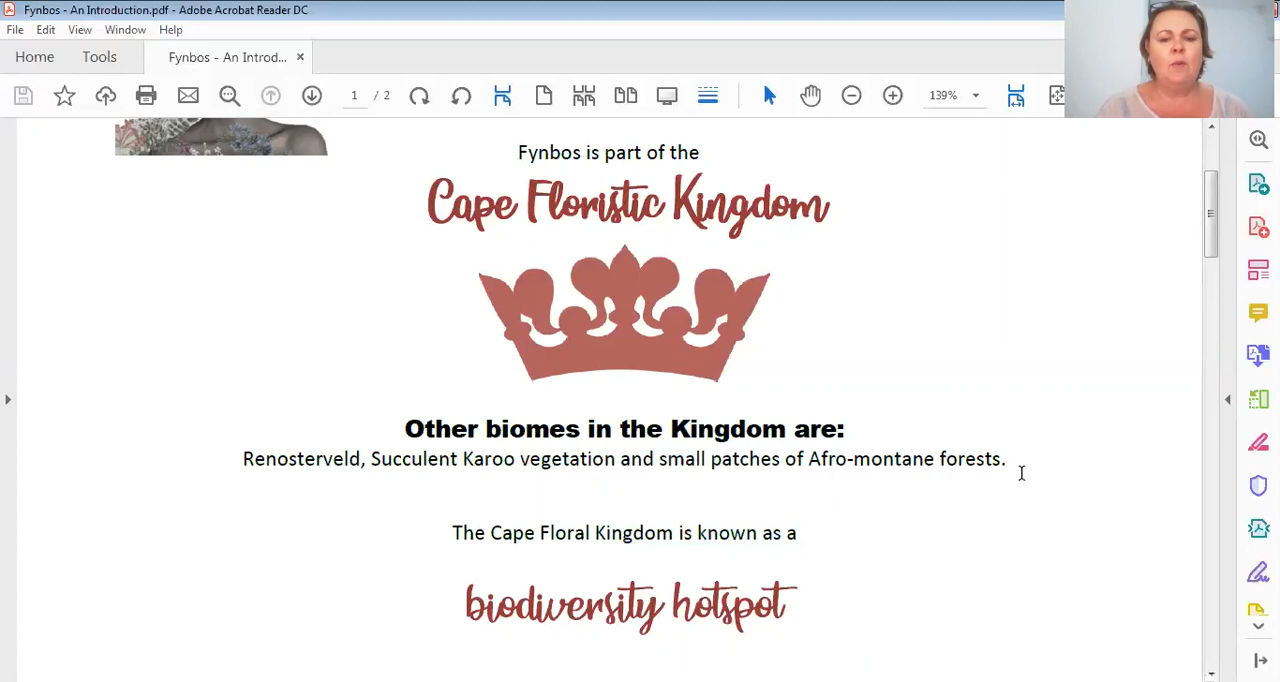 Fynbos - An Introduction.pdf - Adobe Acrobat Reader DC
File Edit View Window Help
Home Tools Fynbos - An Introd... ×
1 / 2 139%
Fynbos is part of the
Cape Floristic Kingdom
Other biomes in the Kingdom are:
Renosterveld, Succulent Karoo vegetation and small patches of Afro-montane forests.
The Cape Floral Kingdom is known as a
biodiversity hotspot